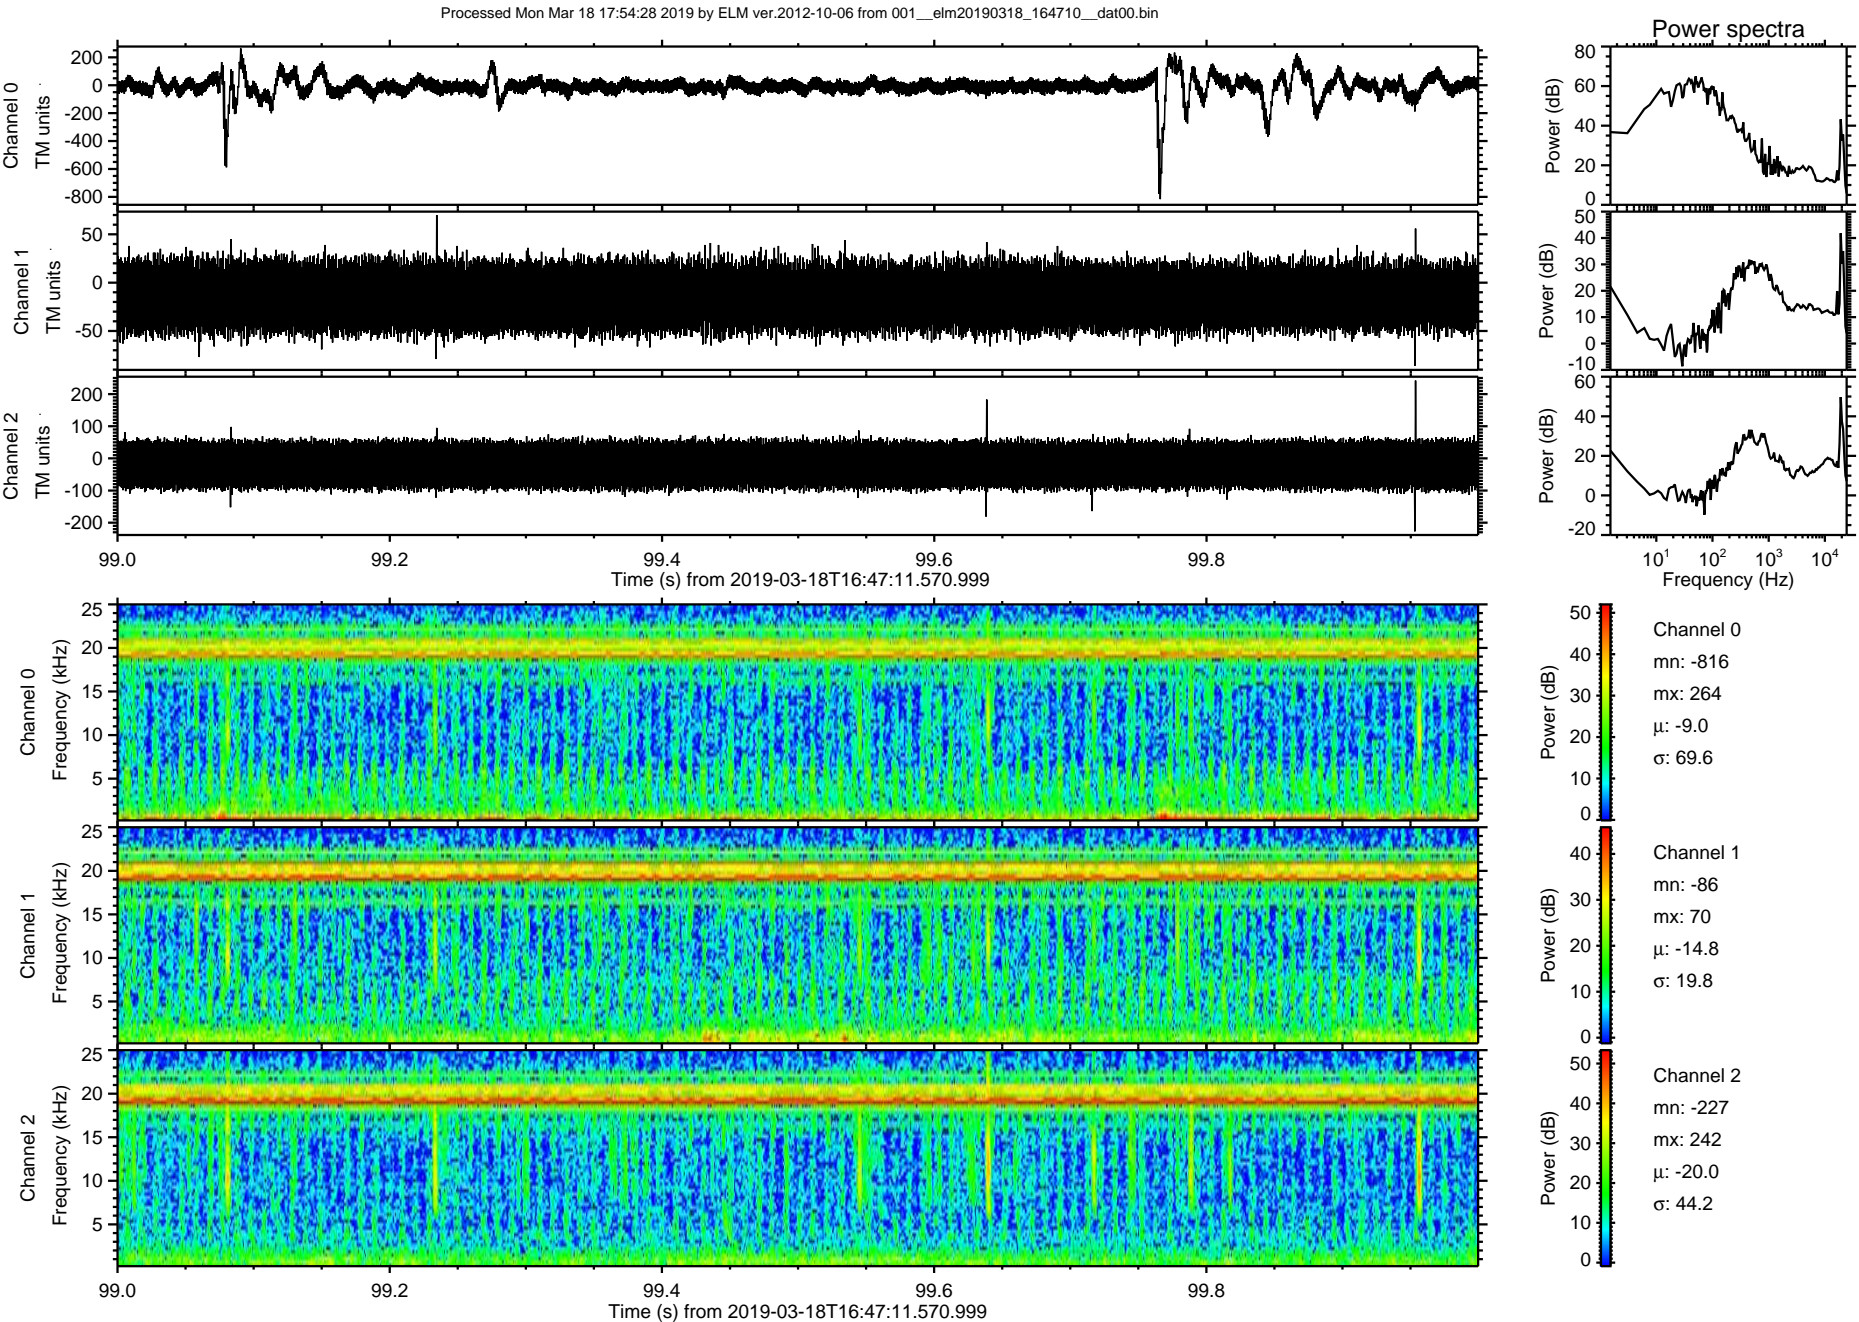 Processed Mon Mar 18 17:54:28 2019 by ELM ver.2012-10-06 from 001__elm20190318_164710__dat00.bin
Power spectra
Channel 0
TM units
200
0
-200
-400
-600
-800
Power (dB)
80
60
40
20
0
Channel 1
TM units
50
0
-50
Power (dB)
50
40
30
20
10
0
-10
Channel 2
TM units
200
100
0
-100
-200
Power (dB)
60
40
20
0
-20
99.0 99.2 99.4 99.6 99.8
Time (s) from 2019-03-18T16:47:11.570.999
10¹ 10² 10³ 10⁴
Frequency (Hz)
Channel 0
Frequency (kHz)
25
20
15
10
5
Power (dB)
50
40
30
20
10
0
Channel 0
mn: -816
mx: 264
μ: -9.0
σ: 69.6
Channel 1
Frequency (kHz)
25
20
15
10
5
Power (dB)
40
30
20
10
0
Channel 1
mn: -86
mx: 70
μ: -14.8
σ: 19.8
Channel 2
Frequency (kHz)
25
20
15
10
5
Power (dB)
50
40
30
20
10
0
Channel 2
mn: -227
mx: 242
μ: -20.0
σ: 44.2
99.0 99.2 99.4 99.6 99.8
Time (s) from 2019-03-18T16:47:11.570.999